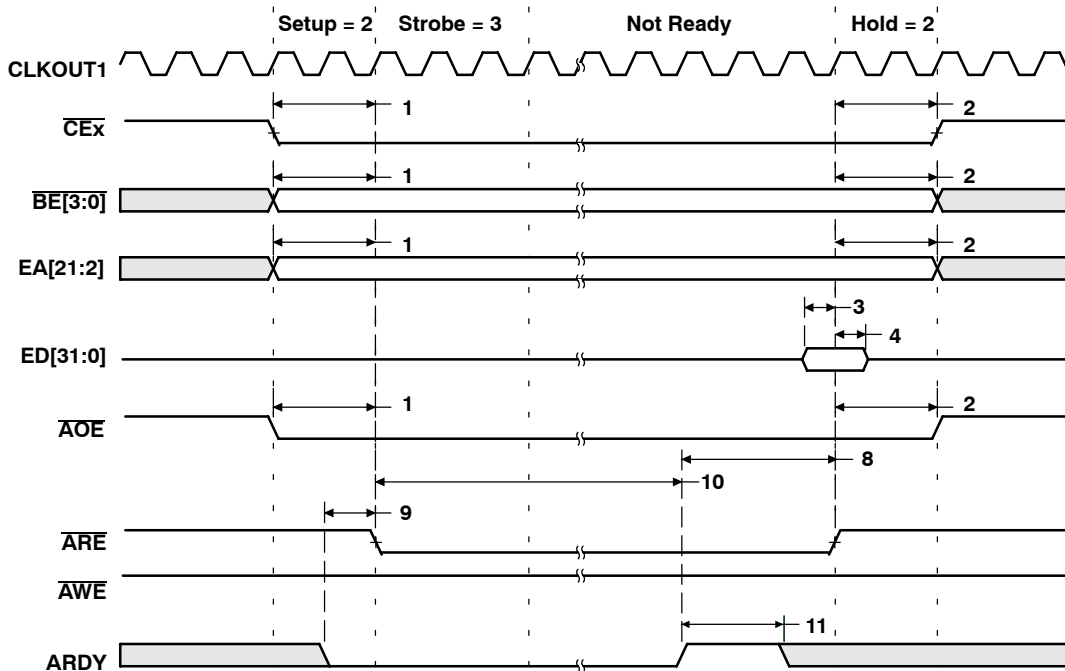 Setup = 2 Strobe = 3 Not Ready Hold = 2
CLKOUT1
1 2
CEx
1 2
BE[3:0]
1 2
EA[21:2]
3
4
ED[31:0]
1 2
AOE
8
10
9
ARE
AWE
11
ARDY